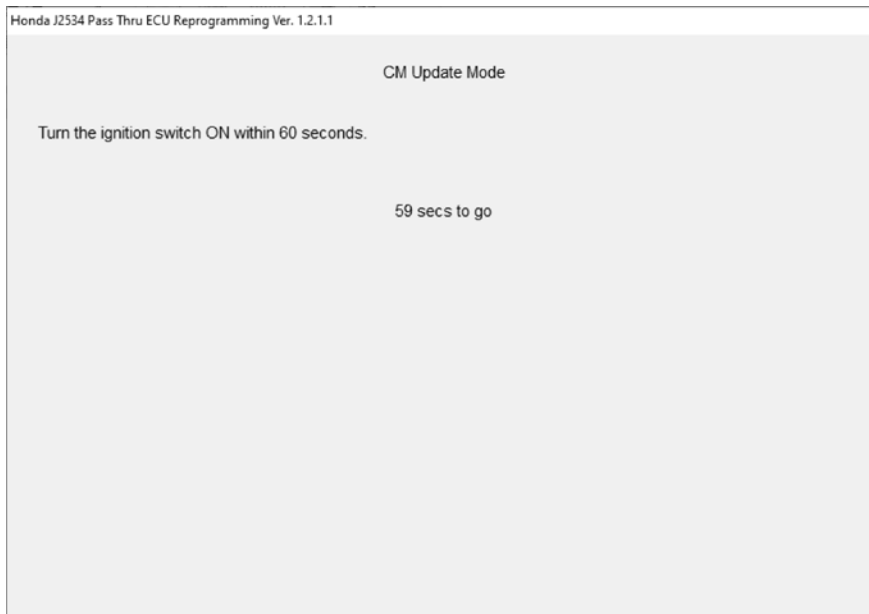 Honda J2534 Pass Thru ECU Reprogramming Ver. 1.2.1.1
CM Update Mode
Turn the ignition switch ON within 60 seconds.
59 secs to go